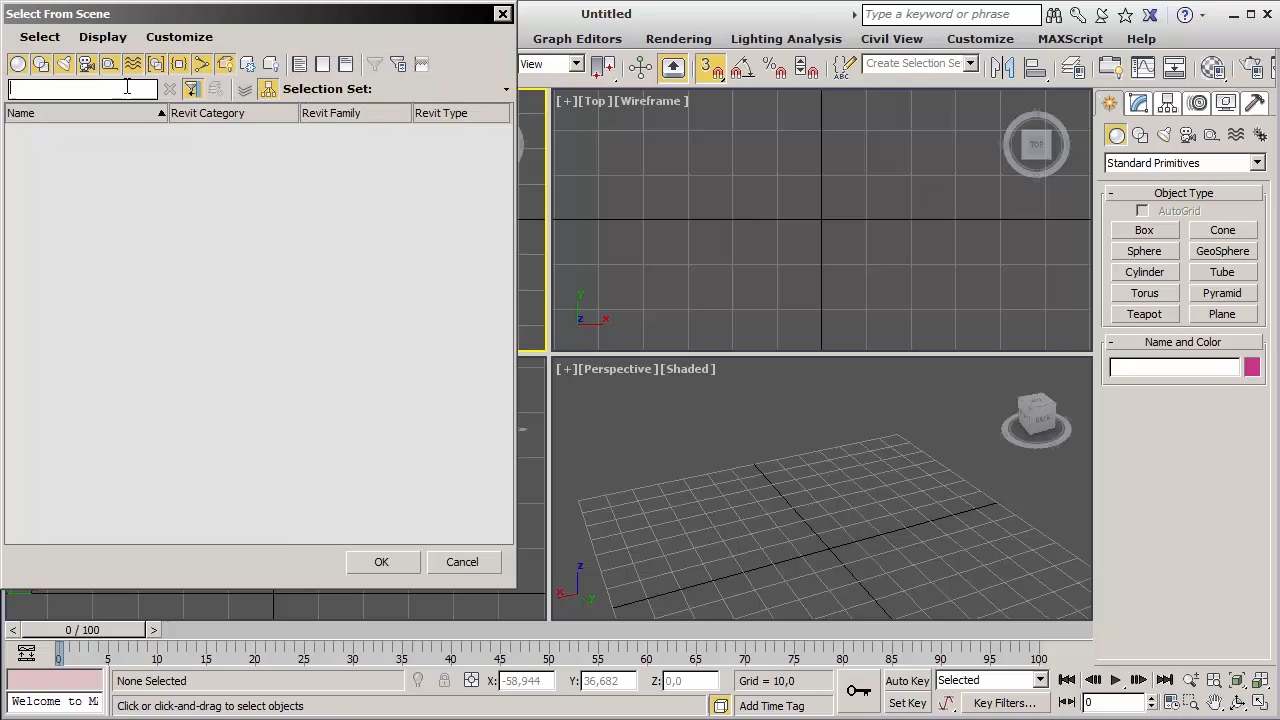 Select From Scene
Untitled
Type a keyword or phrase
Select Display Customize
Graph Editors Rendering Lighting Analysis Civil View Customize MAXScript Help
View
3
ABC
Create Selection Se
Selection Set:
Name Revit Category Revit Family Revit Type
[+][Top][Wireframe]
TOP
Standard Primitives
- Object Type
AutoGrid
Box Cone
Sphere GeoSphere
Cylinder Tube
Torus Pyramid
Teapot Plane
y
z x
- Name and Color
[+][Perspective][Shaded]
BACK
z
x y
OK Cancel
< 0 / 100 >
0 5 10 15 20 25 30 35 40 45 50 55 60 65 70 75 80 85 90 95 100
None Selected X: -58,944 Y: 36,682 Z: 0,0 Grid = 10,0 Auto Key Selected
Welcome to M
Click or click-and-drag to select objects Add Time Tag Set Key Key Filters... 0